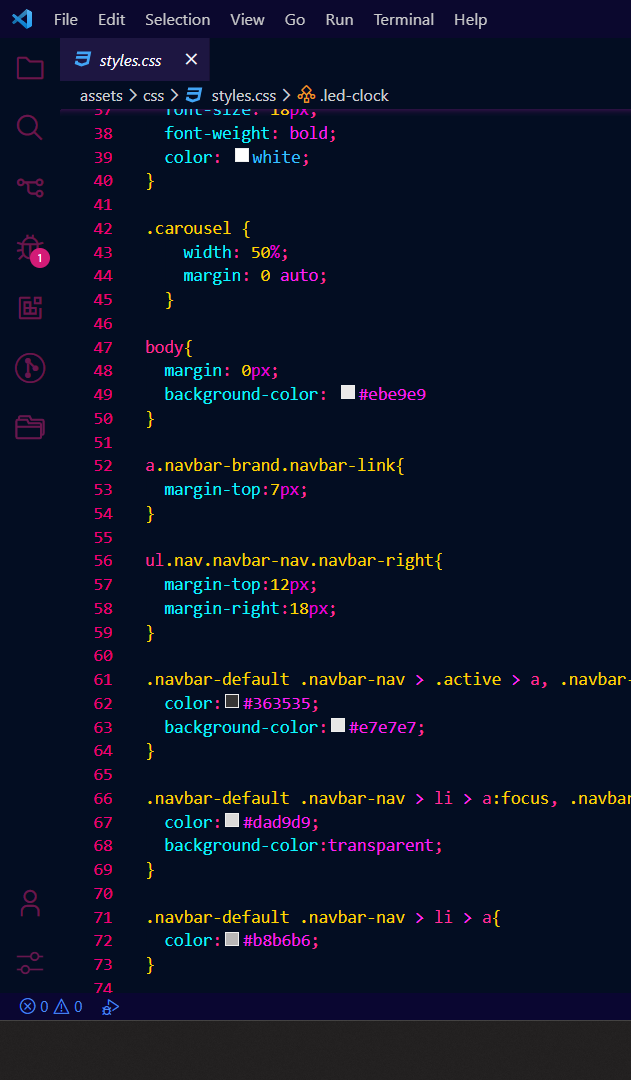 File Edit Selection View Go Run Terminal Help
styles.css ×
assets > css > styles.css > .led-clock
37 font-size: 18px;
38 font-weight: bold;
39 color: white;
40 }
41
42 .carousel {
43 width: 50%;
44 margin: 0 auto;
45 }
46
47 body{
48 margin: 0px;
49 background-color: #ebe9e9
50 }
51
52 a.navbar-brand.navbar-link{
53 margin-top:7px;
54 }
55
56 ul.nav.navbar-nav.navbar-right{
57 margin-top:12px;
58 margin-right:18px;
59 }
60
61 .navbar-default .navbar-nav > .active > a, .navbar-
62 color:#363535;
63 background-color:#e7e7e7;
64 }
65
66 .navbar-default .navbar-nav > li > a:focus, .navbar
67 color:#dad9d9;
68 background-color:transparent;
69 }
70
71 .navbar-default .navbar-nav > li > a{
72 color:#b8b6b6;
73 }
74
1
0 0